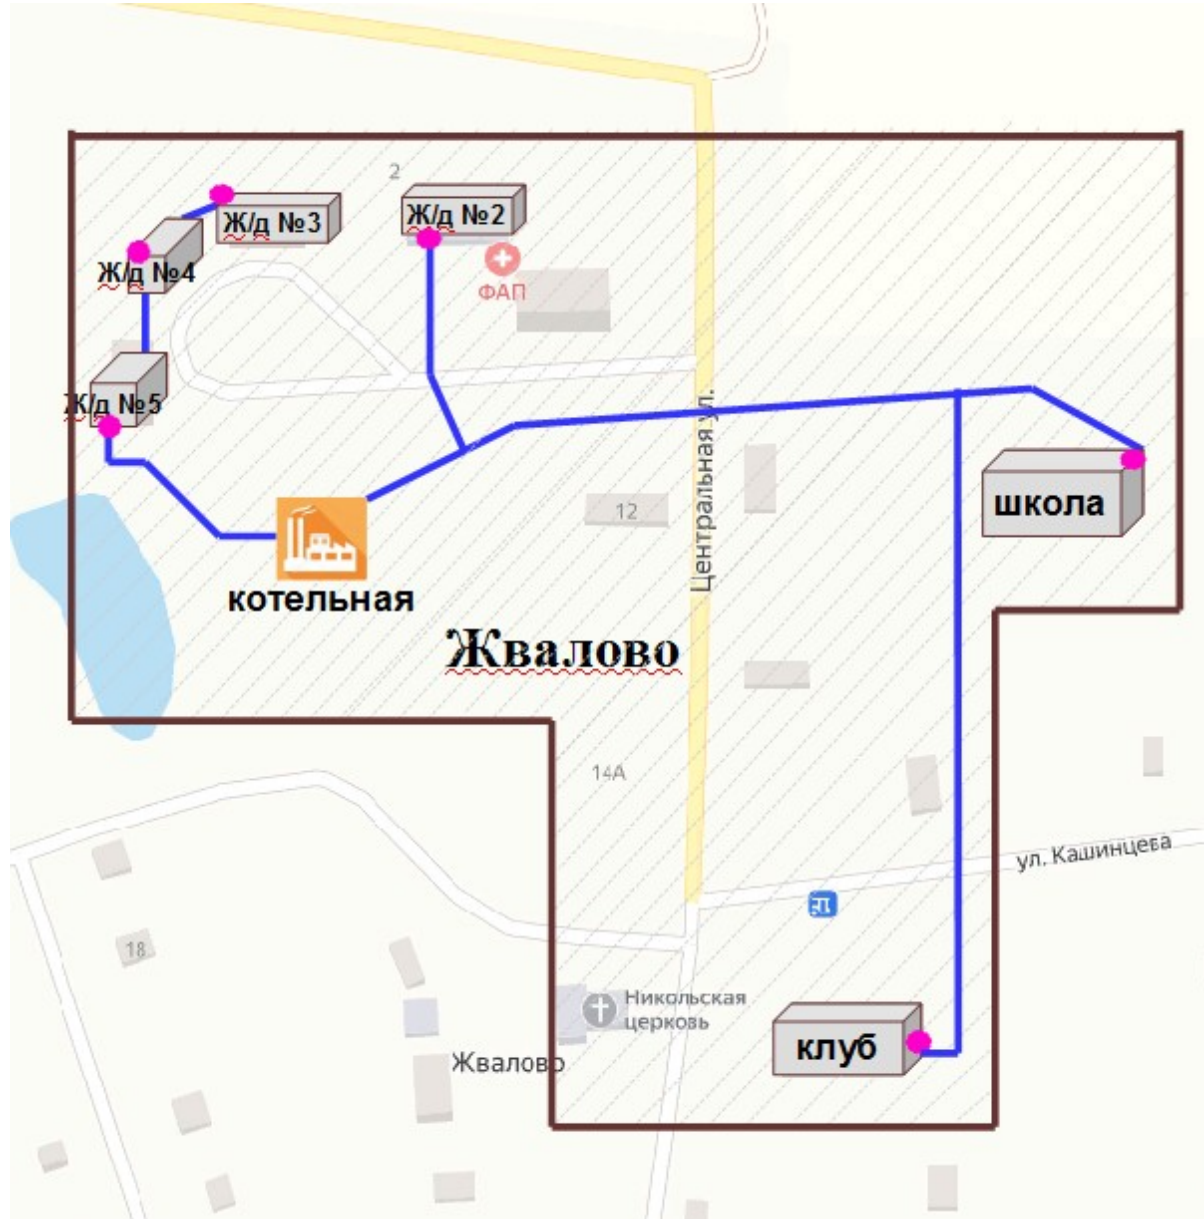 2
Ж/д №3
Ж/д №2
Ж/д №4
ФАП
Ж/д №5
Центральная ул.
школа
12
котельная
Жвалово
14А
ул. Кашинцева
18
Никольская
церковь
клуб
Жвалово